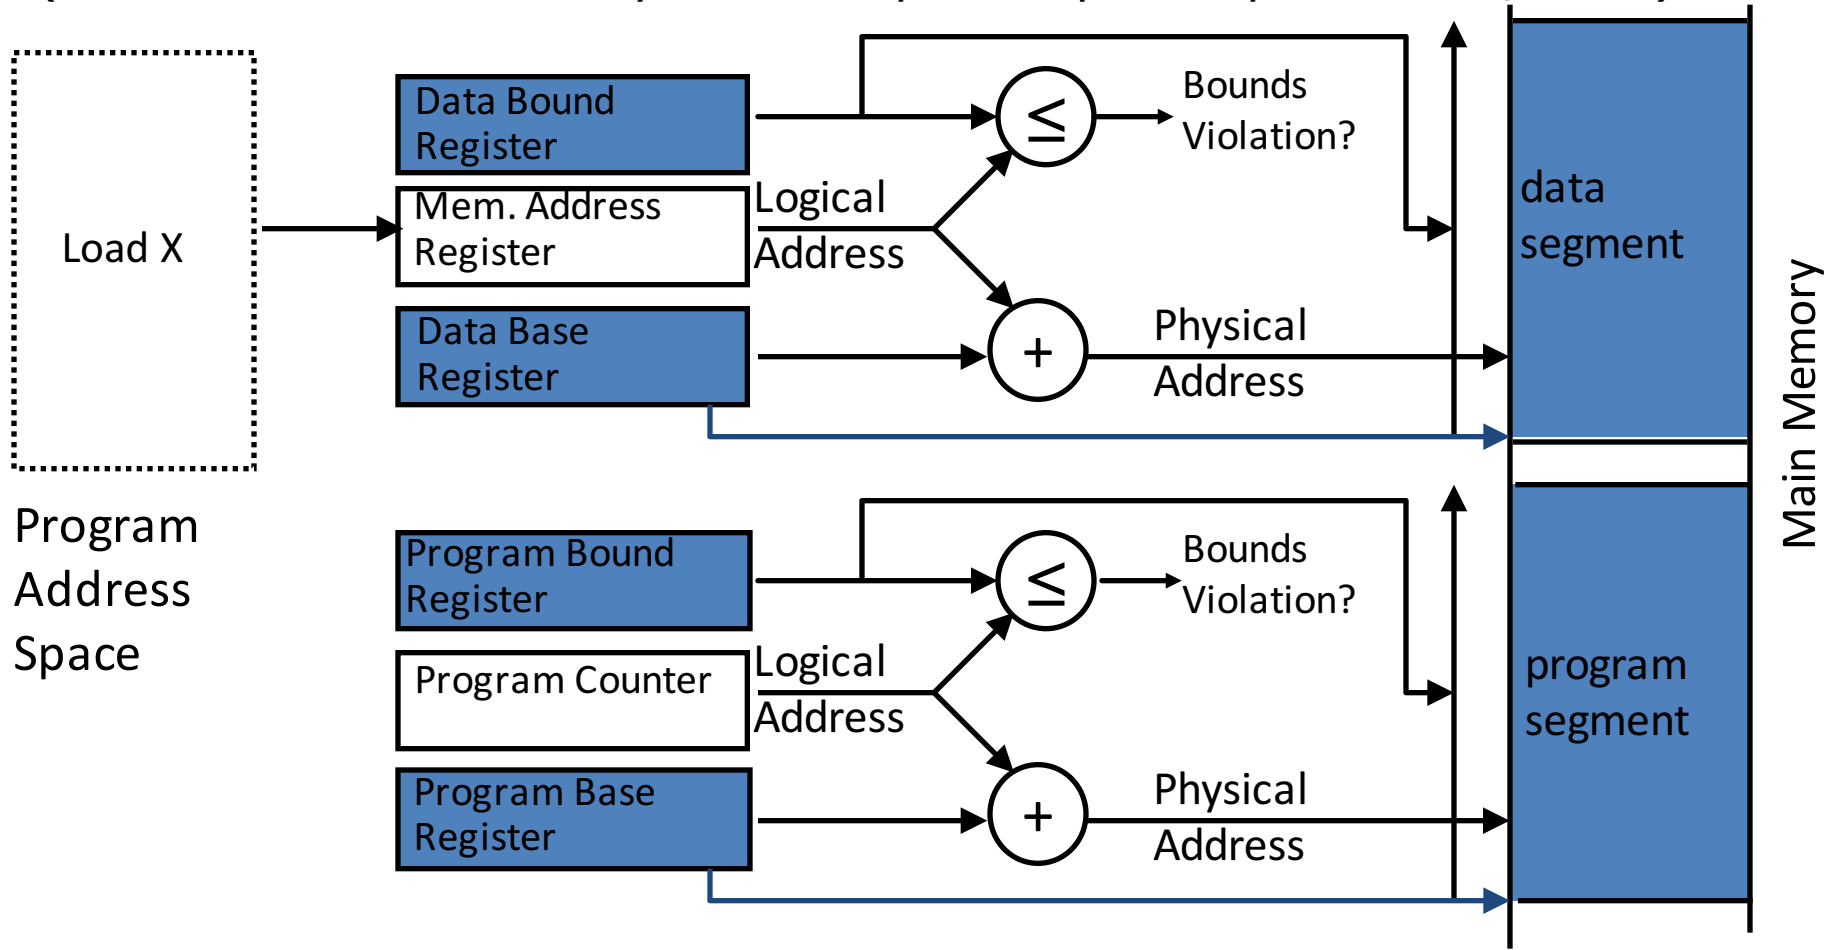 Data Bound
Register
Bounds
Violation?
≤
Load X
Mem. Address
Register
Logical
Address
data
segment
Data Base
Register
+
Physical
Address
Main Memory
Program
Address
Space
Program Bound
Register
≤
Bounds
Violation?
Program Counter
Logical
Address
program
segment
Program Base
Register
+
Physical
Address